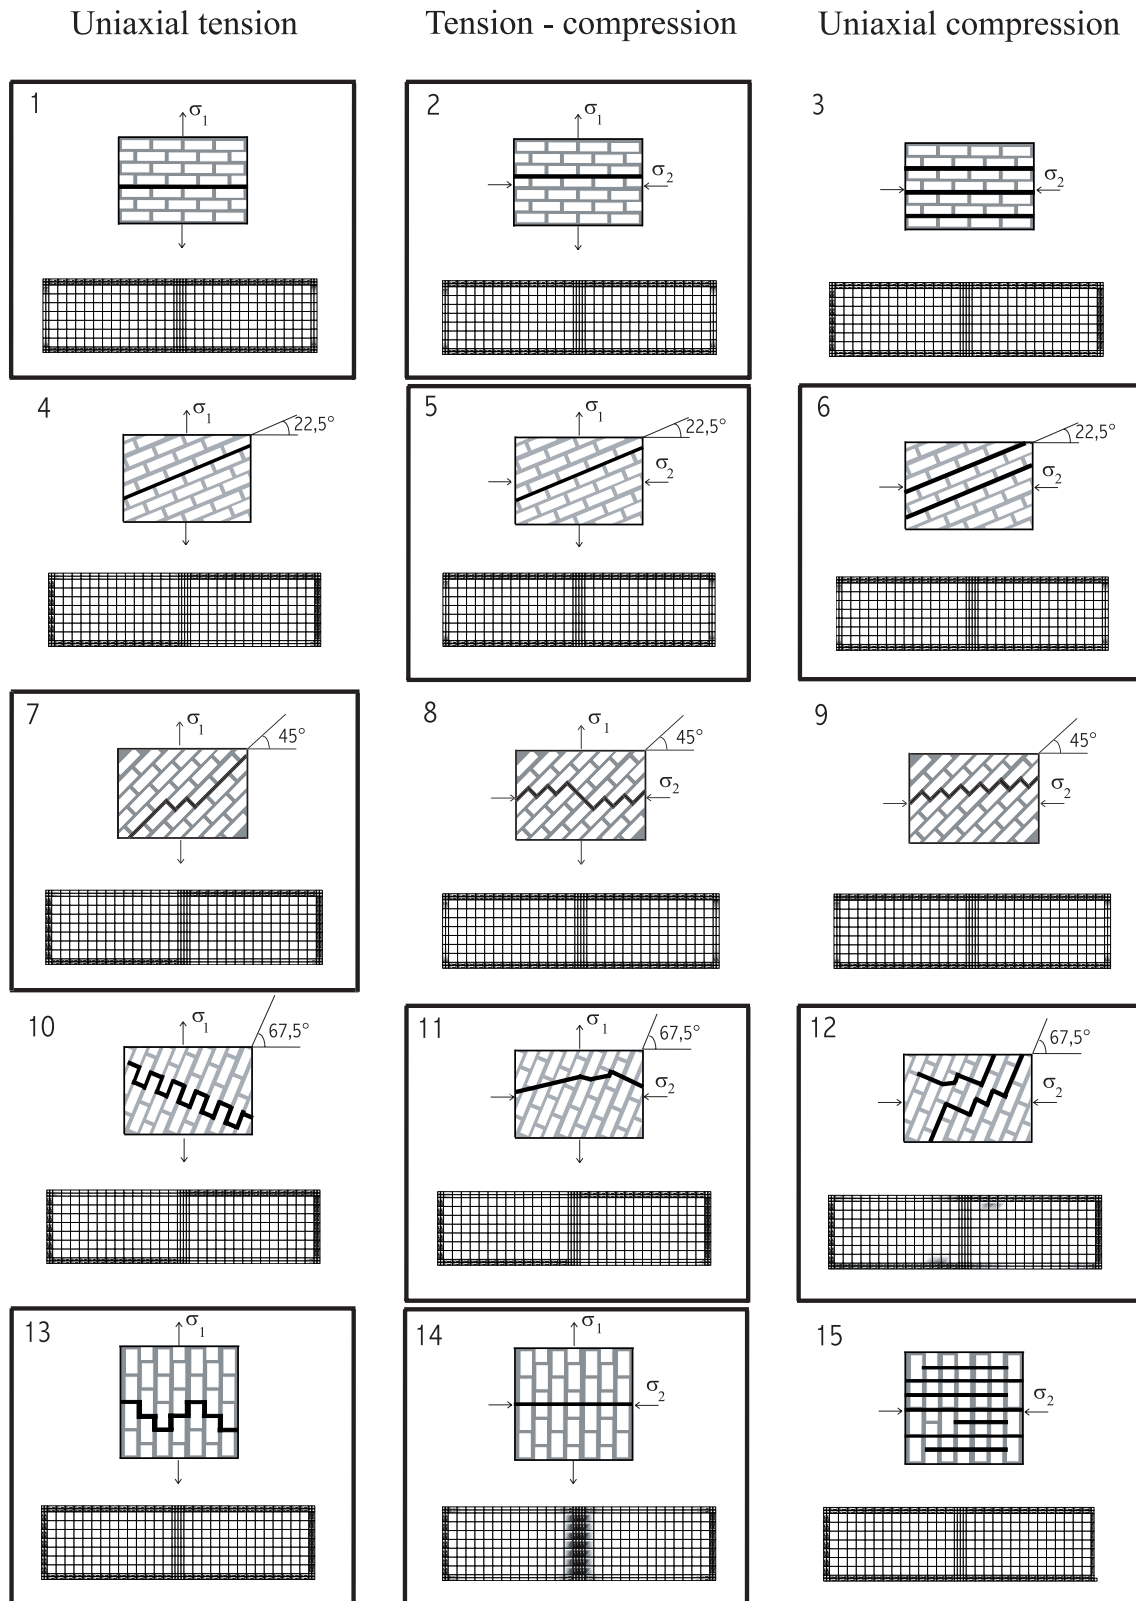 Uniaxial tension Tension - compression Uniaxial compression
1 σ1
2 σ1 σ2
3 σ2
4 σ1 22,5°
5 σ1 22,5° σ2
6 22,5° σ2
7 σ1 45°
8 σ1 45° σ2
9 45° σ2
10 σ1 67,5°
11 σ1 67,5° σ2
12 67,5° σ2
13 σ1
14 σ1 σ2
15 σ2